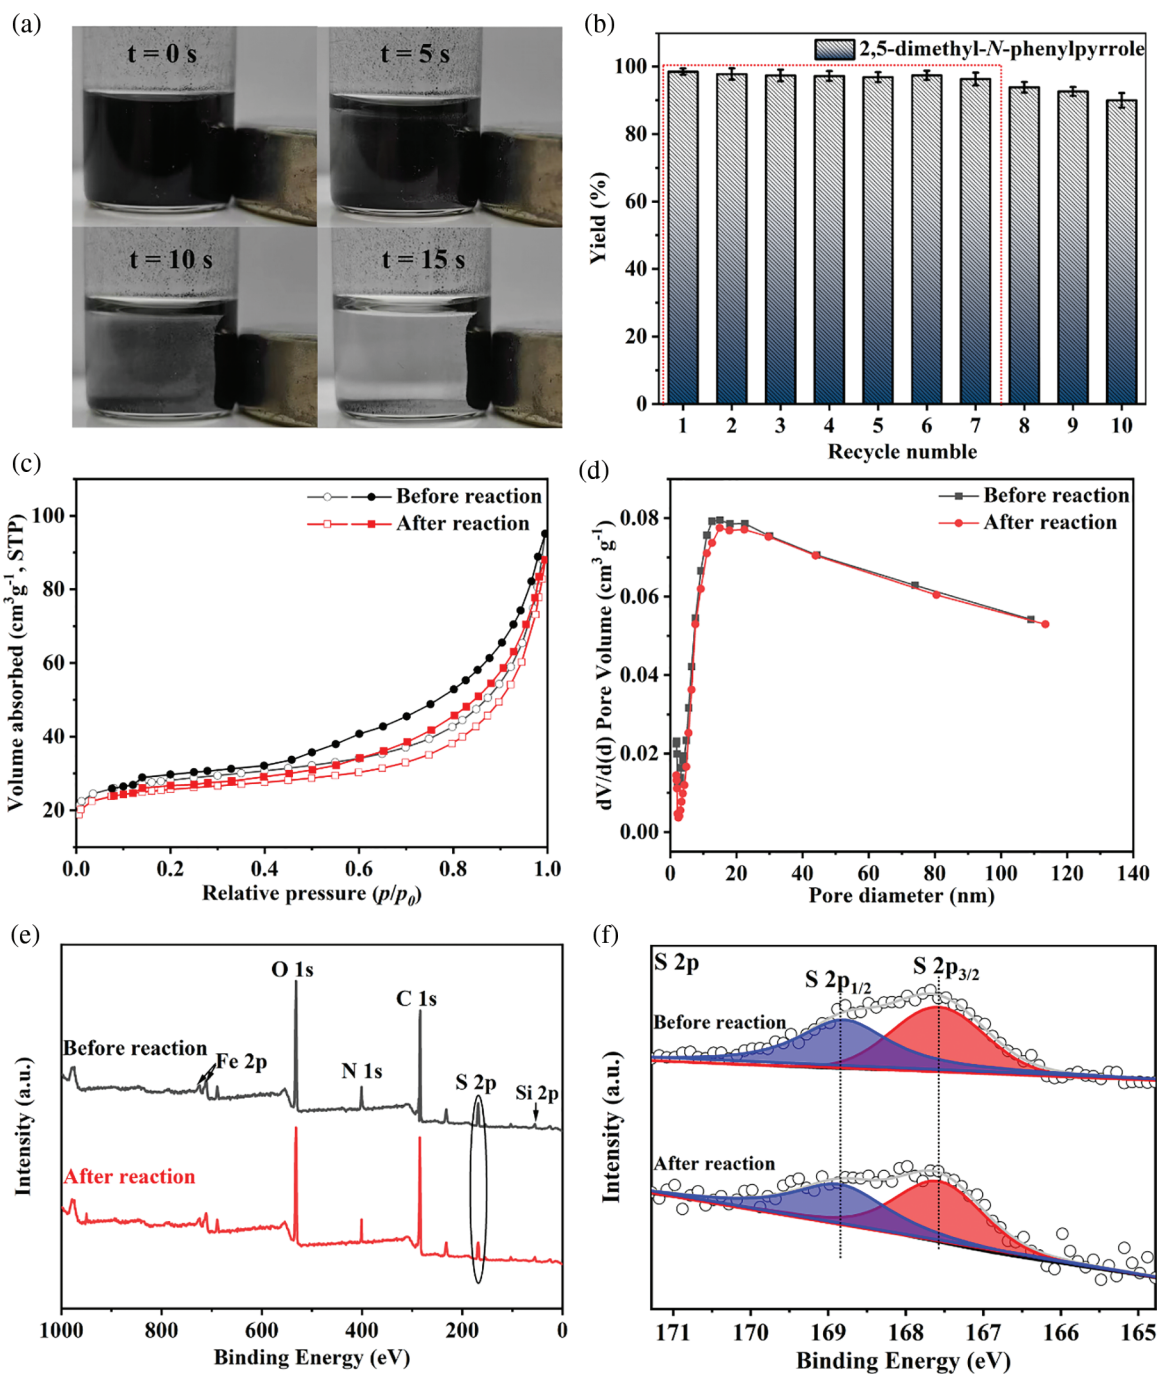 (a)
t = 0 s
t = 5 s
t = 10 s
t = 15 s
(b)
2,5-dimethyl-N-phenylpyrrole
Yield (%)
100
80
60
40
20
0
1 2 3 4 5 6 7 8 9 10
Recycle numble
(c)
Before reaction
After reaction
Volume absorbed (cm³g⁻¹, STP)
100
80
60
40
20
0.0 0.2 0.4 0.6 0.8 1.0
Relative pressure (p/p₀)
(d)
Before reaction
After reaction
dV/d(d) Pore Volume (cm³ g⁻¹)
0.08
0.06
0.04
0.02
0.00
0 20 40 60 80 100 120 140
Pore diameter (nm)
(e)
O 1s
C 1s
Before reaction
Fe 2p
N 1s
S 2p
Si 2p
After reaction
Intensity (a.u.)
1000 800 600 400 200 0
Binding Energy (eV)
(f)
S 2p
S 2p₁/₂
S 2p₃/₂
Before reaction
After reaction
Intensity (a.u.)
171 170 169 168 167 166 165
Binding Energy (eV)